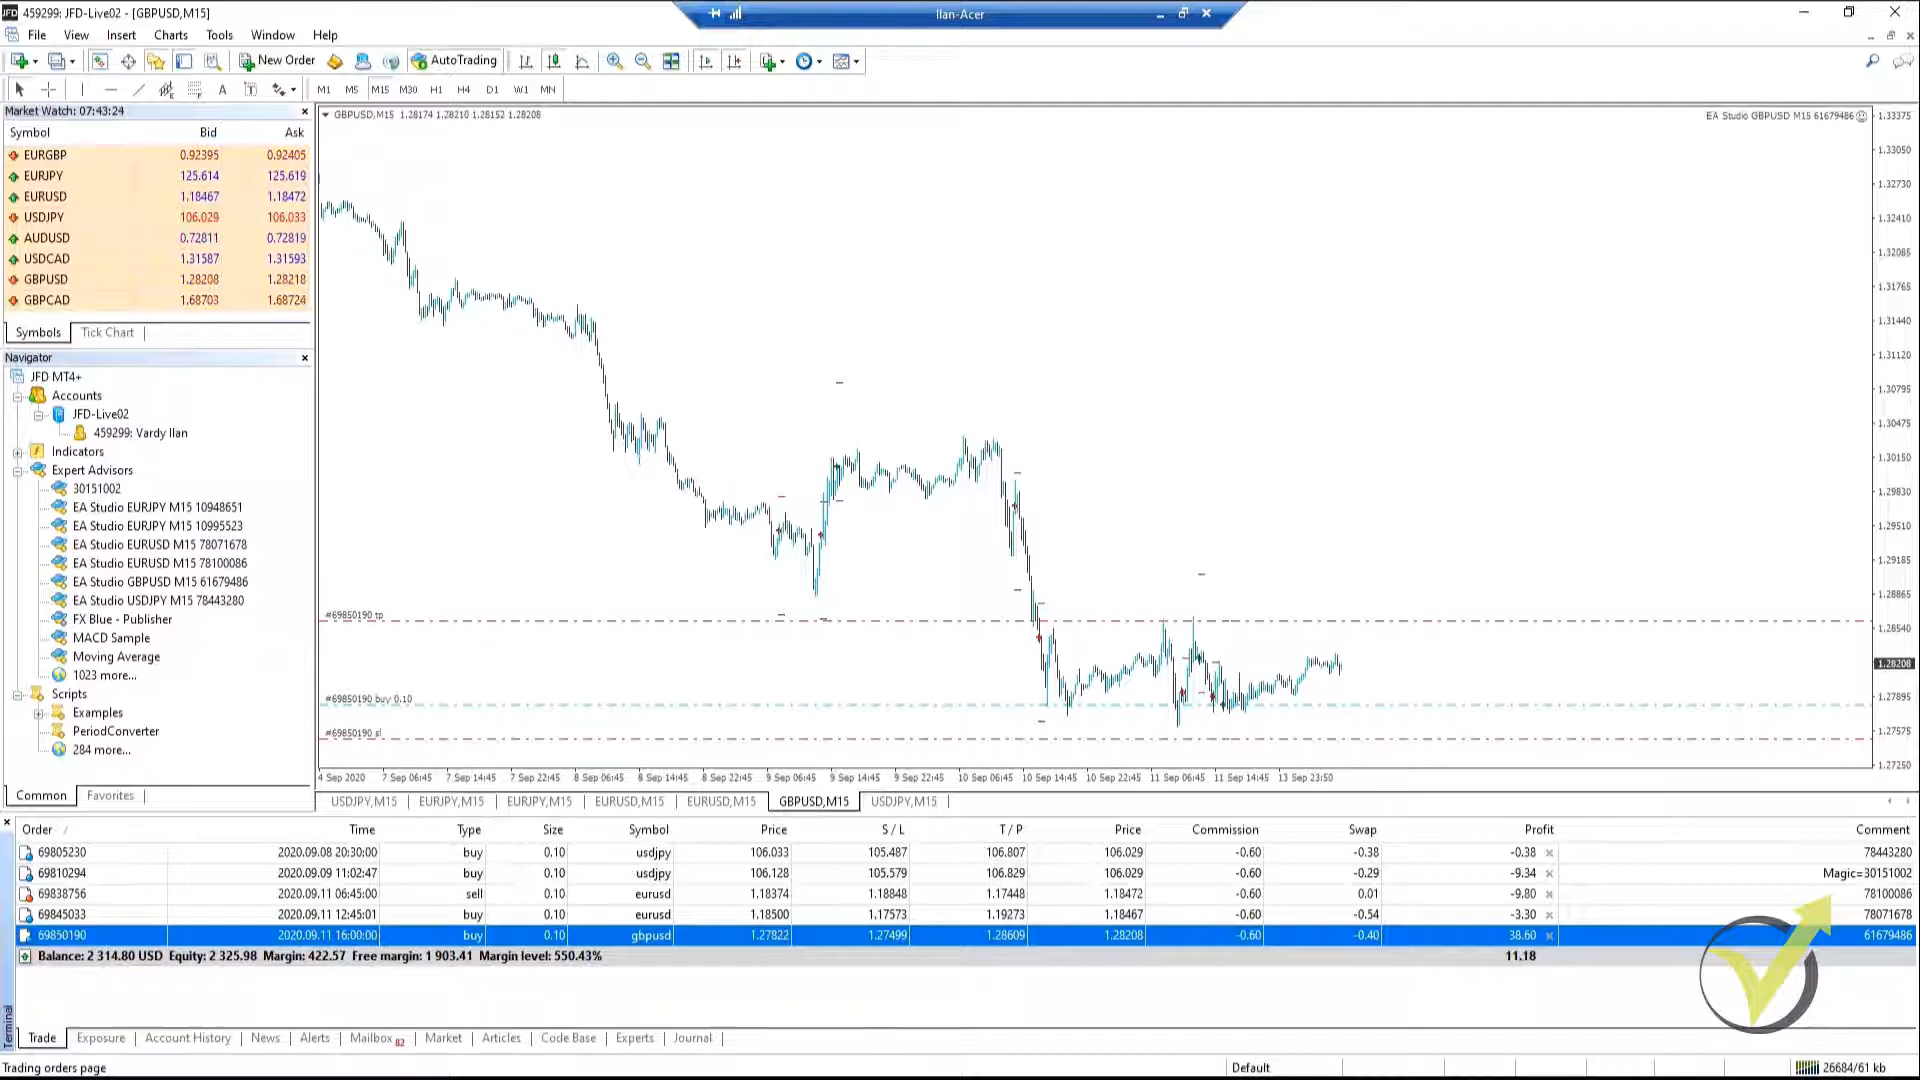 459299: JFD-Live02 - [GBPUSD,M15]
Ilan-Acer
File View Insert Charts Tools Window Help
New Order AutoTrading
M1 M5 M15 M30 H1 H4 D1 W1 MN
Market Watch: 07:43:24
Symbol Bid Ask
EURGBP 0.92395 0.92405
EURJPY 125.614 125.619
EURUSD 1.18467 1.18472
USDJPY 106.029 106.033
AUDUSD 0.72811 0.72819
USDCAD 1.31587 1.31593
GBPUSD 1.28208 1.28218
GBPCAD 1.68703 1.68724
Symbols Tick Chart
Navigator
JFD MT4+
Accounts
JFD-Live02
459299: Vardy Ilan
Indicators
Expert Advisors
30151002
EA Studio EURJPY M15 10948651
EA Studio EURJPY M15 10995523
EA Studio EURUSD M15 78071678
EA Studio EURUSD M15 78100086
EA Studio GBPUSD M15 61679486
EA Studio USDJPY M15 78443280
FX Blue - Publisher
MACD Sample
Moving Average
1023 more...
Scripts
Examples
PeriodConverter
284 more...
Common Favorites
GBPUSD,M15 1.28174 1.28210 1.28152 1.28208
EA Studio GBPUSD M15 61679486
1.33375
1.33050
1.32730
1.32410
1.32085
1.31765
1.31440
1.31120
1.30795
1.30475
1.30150
1.29830
1.29510
1.29185
1.28865
1.28540
1.28208
1.27895
1.27575
1.27250
#69850190 tp
#69850190 buy 0.10
#69850190 sl
4 Sep 2020 7 Sep 06:45 7 Sep 14:45 7 Sep 22:45 8 Sep 06:45 8 Sep 14:45 8 Sep 22:45 9 Sep 06:45 9 Sep 14:45 9 Sep 22:45 10 Sep 06:45 10 Sep 14:45 10 Sep 22:45 11 Sep 06:45 11 Sep 14:45 13 Sep 23:50
USDJPY,M15 EURJPY,M15 EURJPY,M15 EURUSD,M15 EURUSD,M15 GBPUSD,M15 USDJPY,M15
Order / Time Type Size Symbol Price S / L T / P Price Commission Swap Profit Comment
69805230 2020.09.08 20:30:00 buy 0.10 usdjpy 106.033 105.487 106.807 106.029 -0.60 -0.38 -0.38 78443280
69810294 2020.09.09 11:02:47 buy 0.10 usdjpy 106.128 105.579 106.829 106.029 -0.60 -0.29 -9.34 Magic=30151002
69838756 2020.09.11 06:45:00 sell 0.10 eurusd 1.18374 1.18848 1.17448 1.18472 -0.60 0.01 -9.80 78100086
69845033 2020.09.11 12:45:01 buy 0.10 eurusd 1.18500 1.17573 1.19273 1.18467 -0.60 -0.54 -3.30 78071678
69850190 2020.09.11 16:00:00 buy 0.10 gbpusd 1.27822 1.27499 1.28609 1.28208 -0.60 -0.40 38.60 61679486
Balance: 2 314.80 USD Equity: 2 325.98 Margin: 422.57 Free margin: 1 903.41 Margin level: 550.43% 11.18
Terminal
Trade Exposure Account History News Alerts Mailbox 82 Market Articles Code Base Experts Journal
Trading orders page Default 26684/61 kb